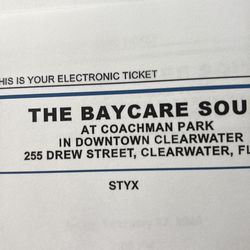 HIS IS YOUR ELECTRONIC TICKET
THE BAYCARE SOU
AT COACHMAN PARK
IN DOWNTOWN CLEARWATER
255 DREW STREET, CLEARWATER, FL
STYX